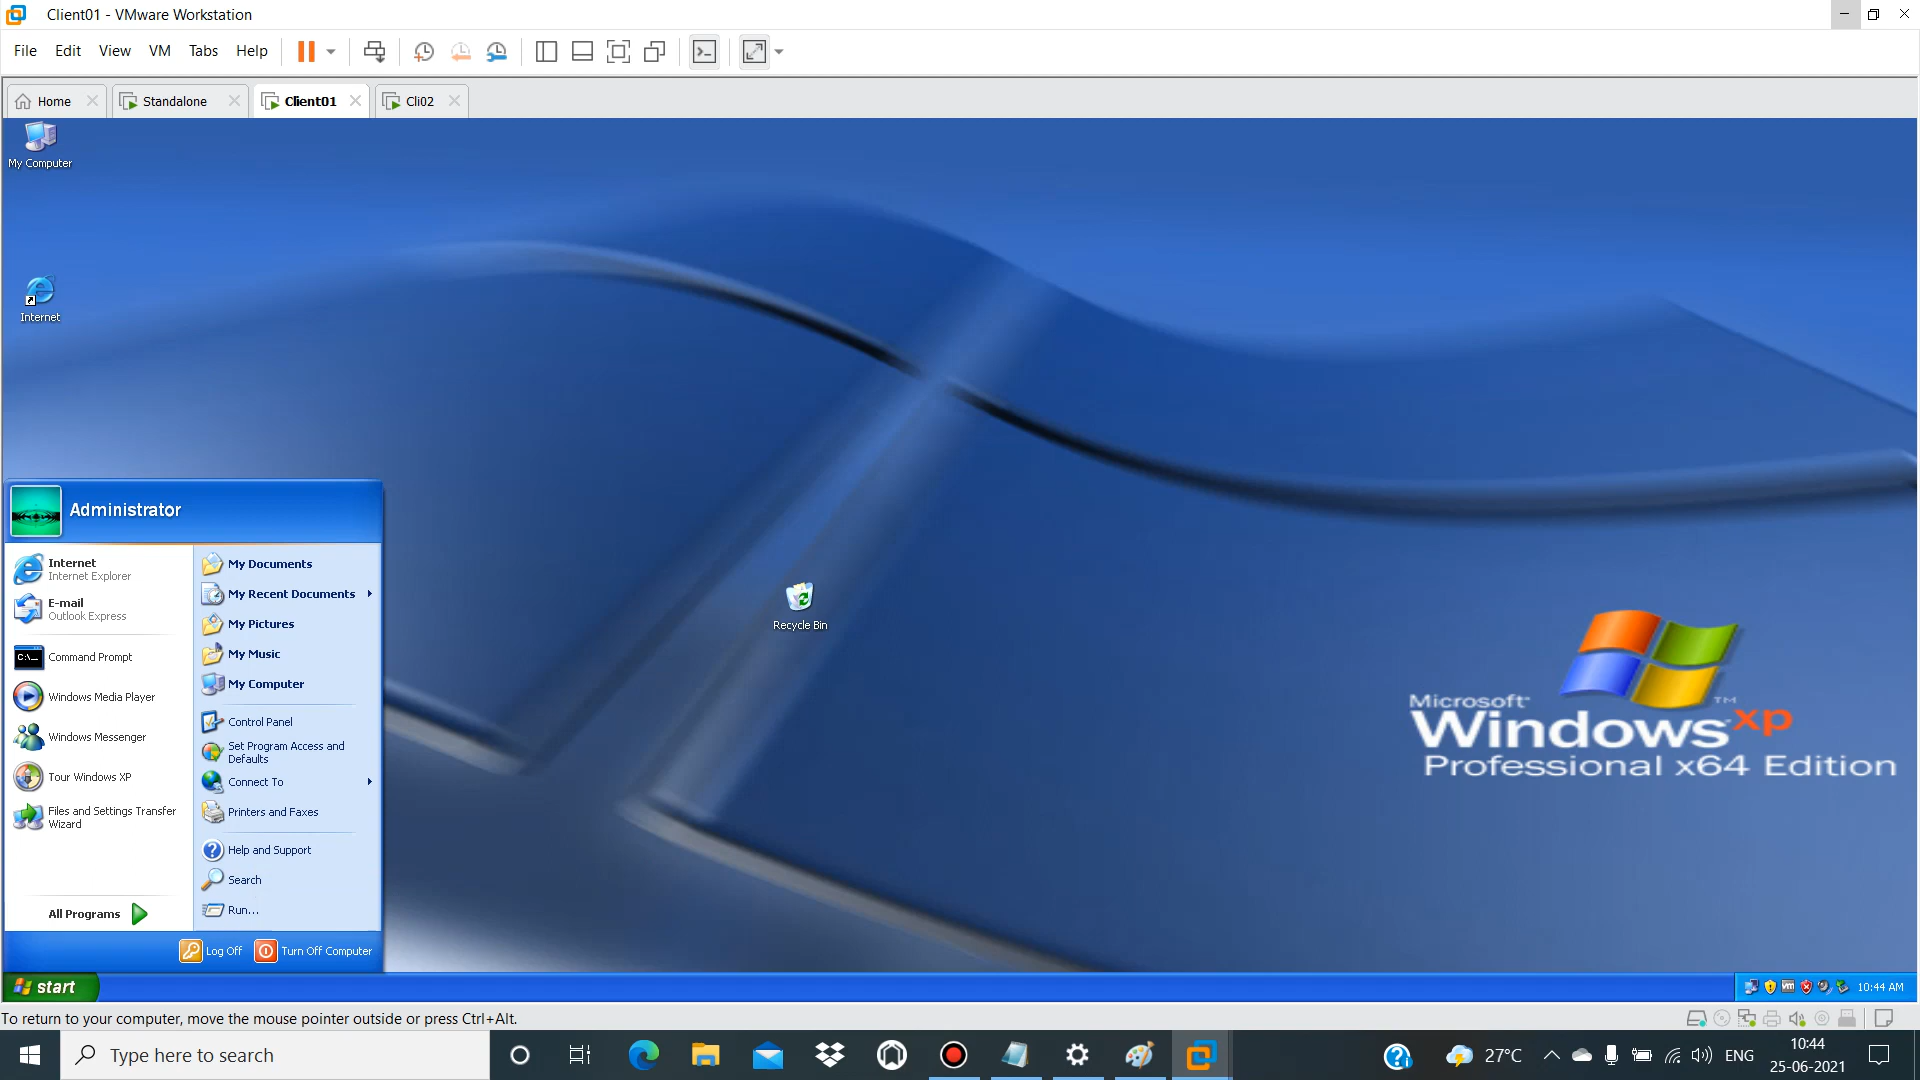 Client01 - VMware Workstation
File Edit View VM Tabs Help
Home Standalone Client01 Cli02
My Computer
Internet
Recycle Bin
Microsoft
Windows xp
TM
Professional x64 Edition
Administrator
Internet
Internet Explorer
E-mail
Outlook Express
Command Prompt
Windows Media Player
Windows Messenger
Tour Windows XP
Files and Settings Transfer
Wizard
All Programs
My Documents
My Recent Documents
My Pictures
My Music
My Computer
Control Panel
Set Program Access and
Defaults
Connect To
Printers and Faxes
Help and Support
Search
Run...
Log Off Turn Off Computer
start
10:44 AM
To return to your computer, move the mouse pointer outside or press Ctrl+Alt.
Type here to search
27°C
ENG
10:44
25-06-2021